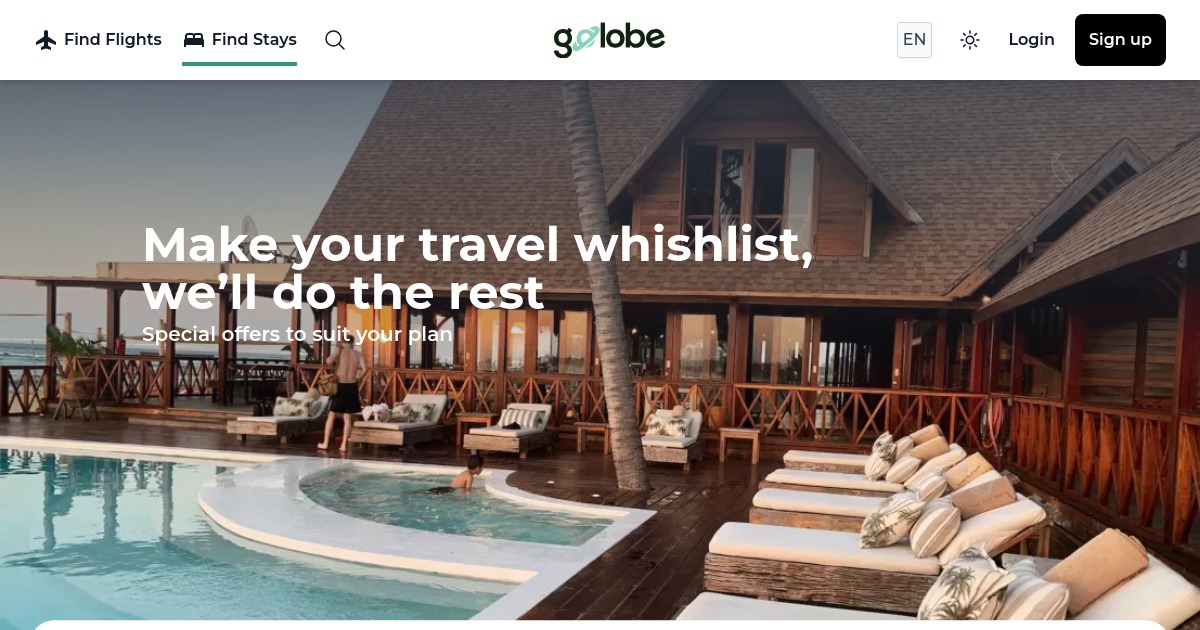 Find Flights
Find Stays
golobe
EN
Login
Sign up
Make your travel whishlist,
we’ll do the rest
Special offers to suit your plan